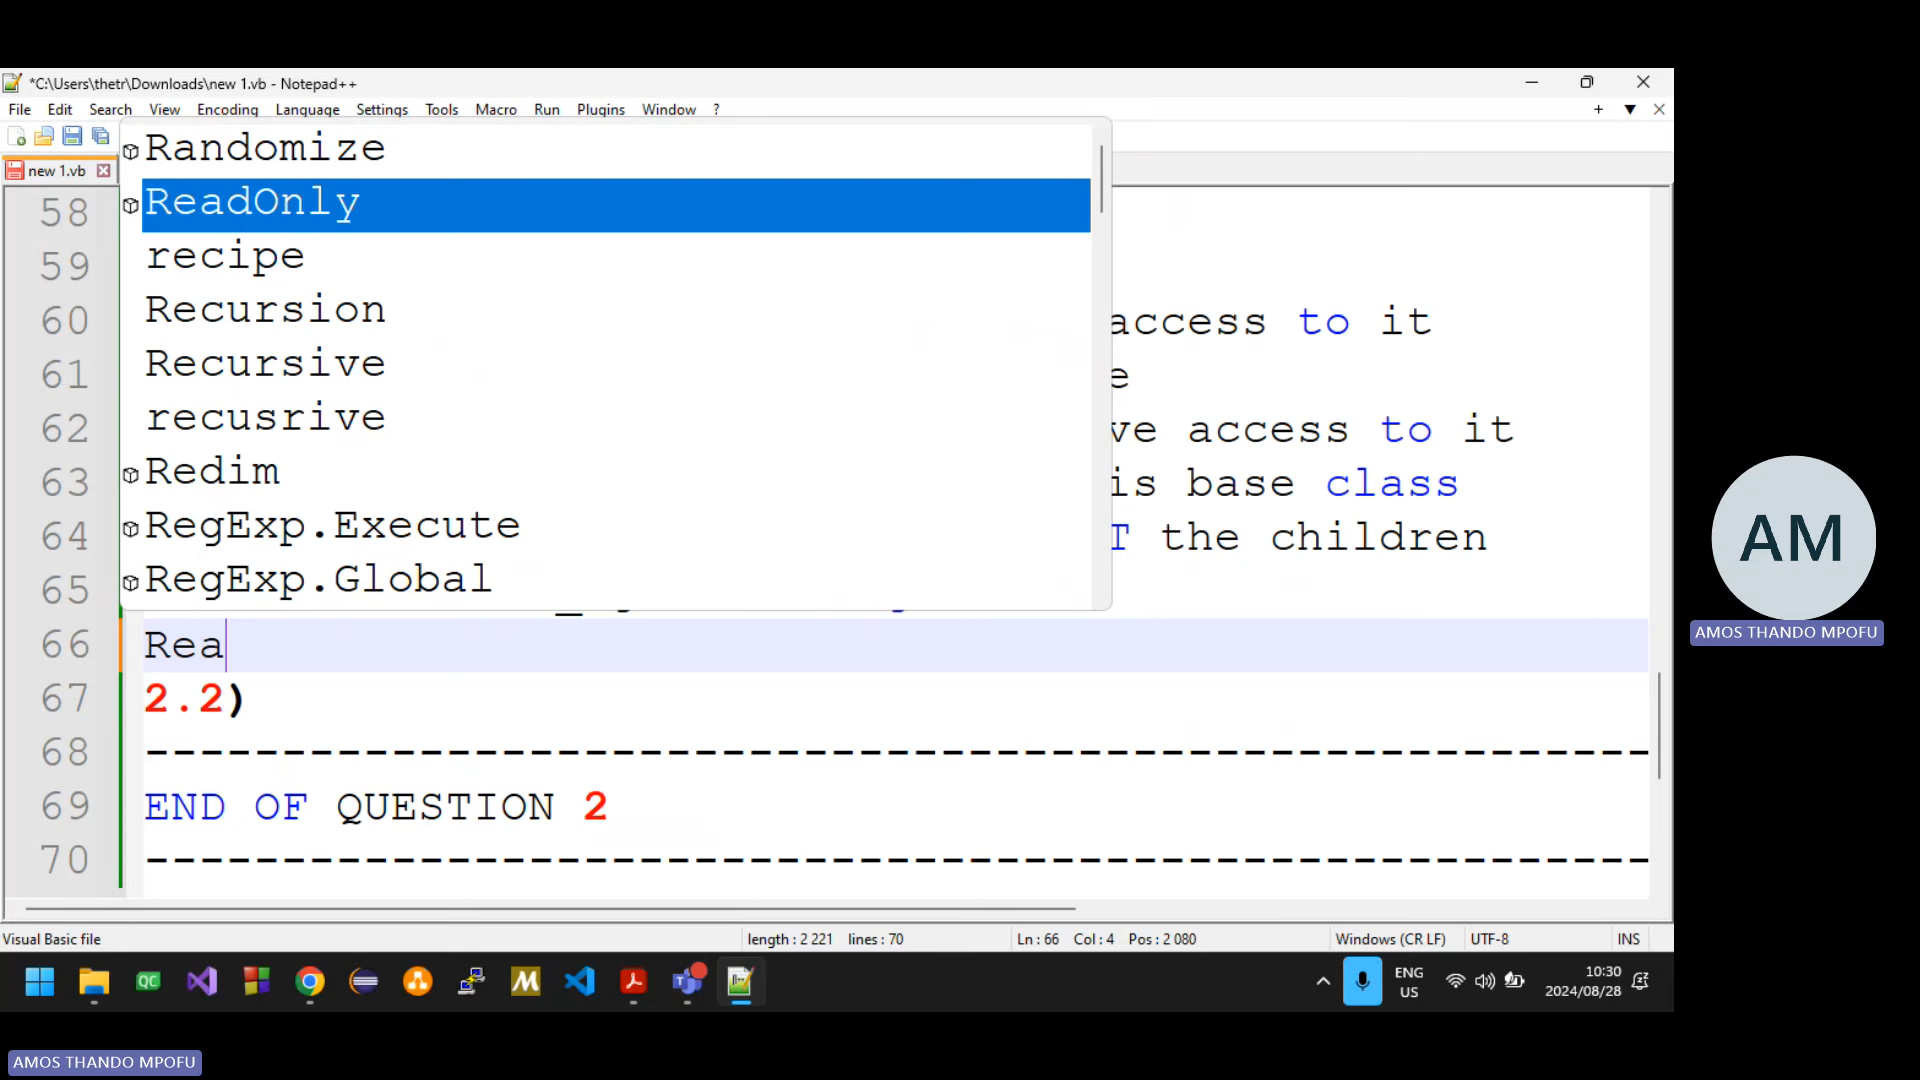 *C:\Users\thetr\Downloads\new 1.vb - Notepad++
File Edit Search View Encoding Language Settings Tools Macro Run Plugins Window ?
new 1.vb
Randomize
ReadOnly
recipe
Recursion
Recursive
recusrive
Redim
RegExp.Execute
RegExp.Global
58
59
60 access to it
61 e
62 ve access to it
63 is base class
64 T the children
65
66 Rea
67 2.2)
68 --------------------------------------------------------
69 END OF QUESTION 2
70 --------------------------------------------------------
Visual Basic file length : 2 221 lines : 70 Ln : 66 Col : 4 Pos : 2 080 Windows (CR LF) UTF-8 INS
QC
ENG
US
10:30
2024/08/28
AM
AMOS THANDO MPOFU
AMOS THANDO MPOFU